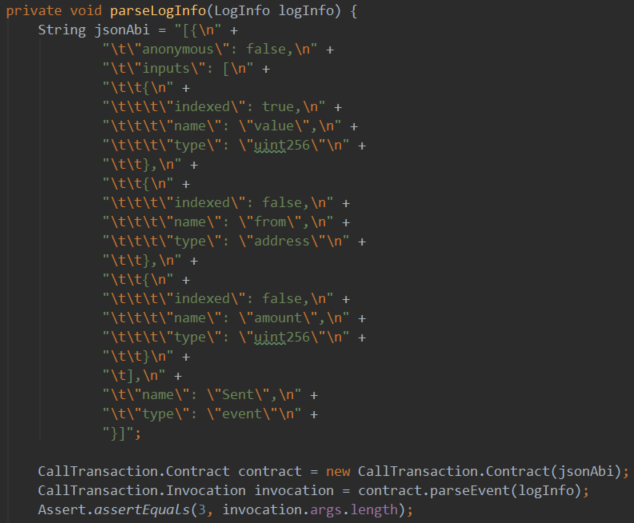 private void parseLogInfo(LogInfo logInfo) {
    String jsonAbi = "[{\n" +
            "\t\"anonymous\": false,\n" +
            "\t\"inputs\": [\n" +
            "\t\t{\n" +
            "\t\t\t\"indexed\": true,\n" +
            "\t\t\t\"name\": \"value\",\n" +
            "\t\t\t\"type\": \"uint256\"\n" +
            "\t\t},\n" +
            "\t\t{\n" +
            "\t\t\t\"indexed\": false,\n" +
            "\t\t\t\"name\": \"from\",\n" +
            "\t\t\t\"type\": \"address\"\n" +
            "\t\t},\n" +
            "\t\t{\n" +
            "\t\t\t\"indexed\": false,\n" +
            "\t\t\t\"name\": \"amount\",\n" +
            "\t\t\t\"type\": \"uint256\"\n" +
            "\t\t}\n" +
            "\t],\n" +
            "\t\"name\": \"Sent\",\n" +
            "\t\"type\": \"event\"\n" +
            "}]";

    CallTransaction.Contract contract = new CallTransaction.Contract(jsonAbi);
    CallTransaction.Invocation invocation = contract.parseEvent(logInfo);
    Assert.assertEquals(3, invocation.args.length);